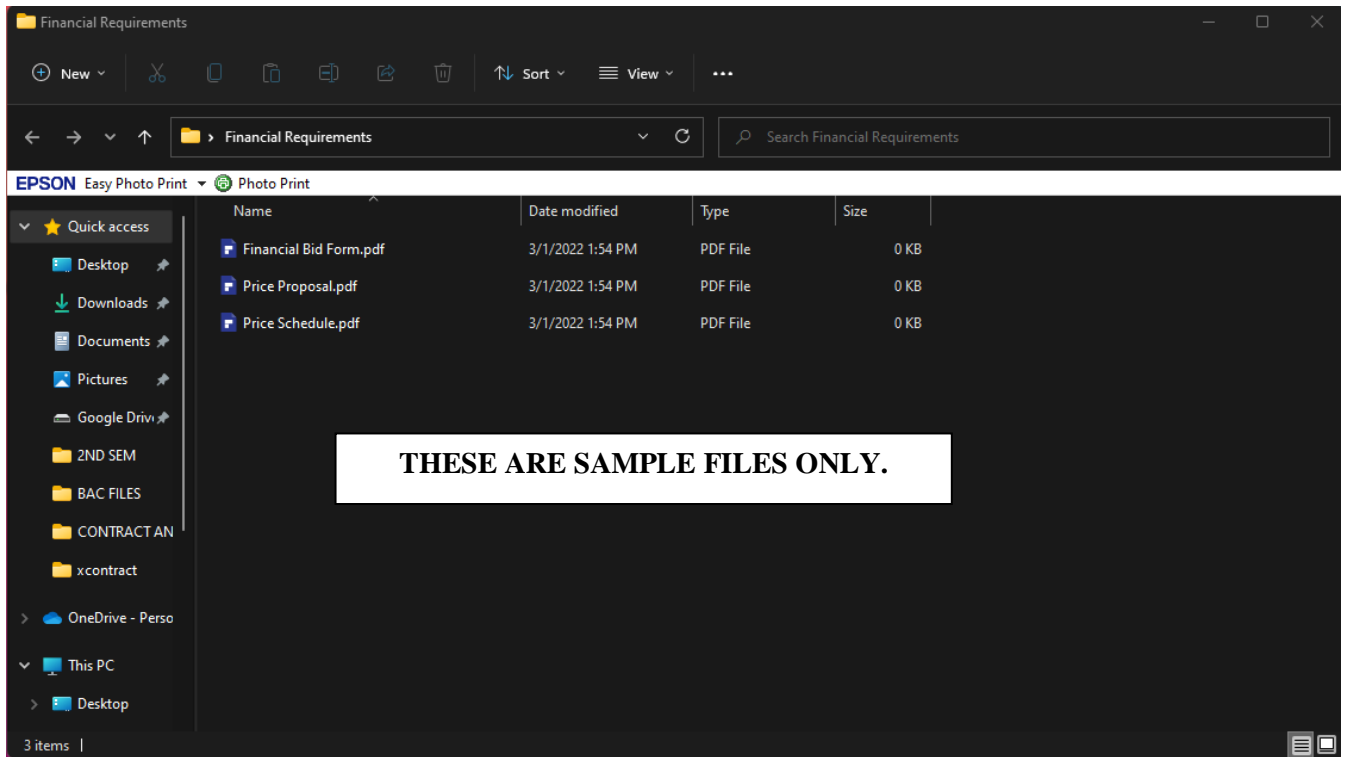 Financial Requirements
New Sort View
Financial Requirements Search Financial Requirements
EPSON Easy Photo Print Photo Print
Name Date modified Type Size
Quick access
Financial Bid Form.pdf 3/1/2022 1:54 PM PDF File 0 KB
Desktop
Price Proposal.pdf 3/1/2022 1:54 PM PDF File 0 KB
Downloads
Price Schedule.pdf 3/1/2022 1:54 PM PDF File 0 KB
Documents
Pictures
Google Driv
2ND SEM
THESE ARE SAMPLE FILES ONLY.
BAC FILES
CONTRACT AN
xcontract
OneDrive - Perso
This PC
Desktop
3 items